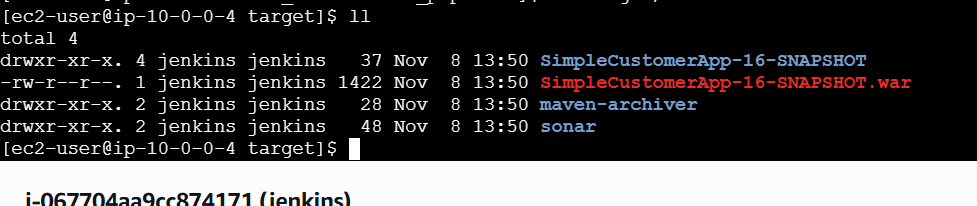 [ec2-user@ip-10-0-0-4 target]$ ll
total 4
drwxr-xr-x. 4 jenkins jenkins   37 Nov  8 13:50 SimpleCustomerApp-16-SNAPSHOT
-rw-r--r--. 1 jenkins jenkins 1422 Nov  8 13:50 SimpleCustomerApp-16-SNAPSHOT.war
drwxr-xr-x. 2 jenkins jenkins   28 Nov  8 13:50 maven-archiver
drwxr-xr-x. 2 jenkins jenkins   48 Nov  8 13:50 sonar
[ec2-user@ip-10-0-0-4 target]$
i-067704aa9cc874171 (jenkins)